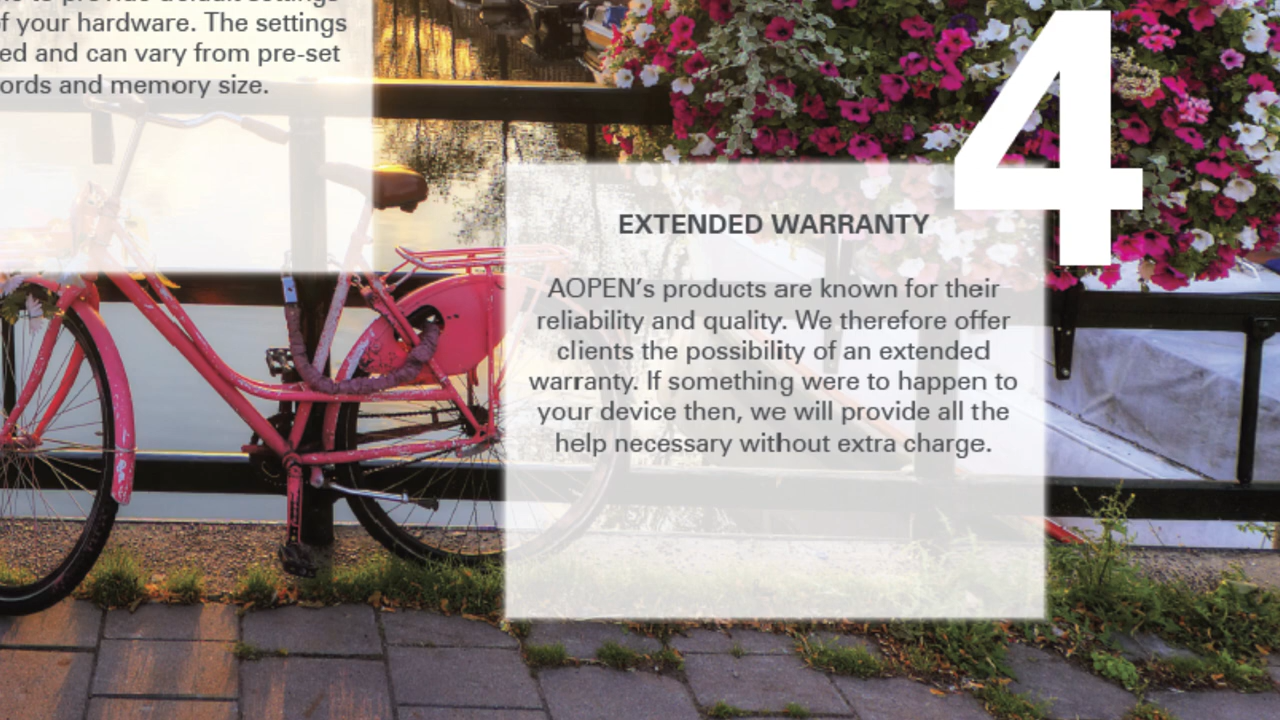 of your hardware. The settings
ed and can vary from pre-set
ords and memory size.
4
EXTENDED WARRANTY
AOPEN’s products are known for their
reliability and quality. We therefore offer
clients the possibility of an extended
warranty. If something were to happen to
your device then, we will provide all the
help necessary without extra charge.